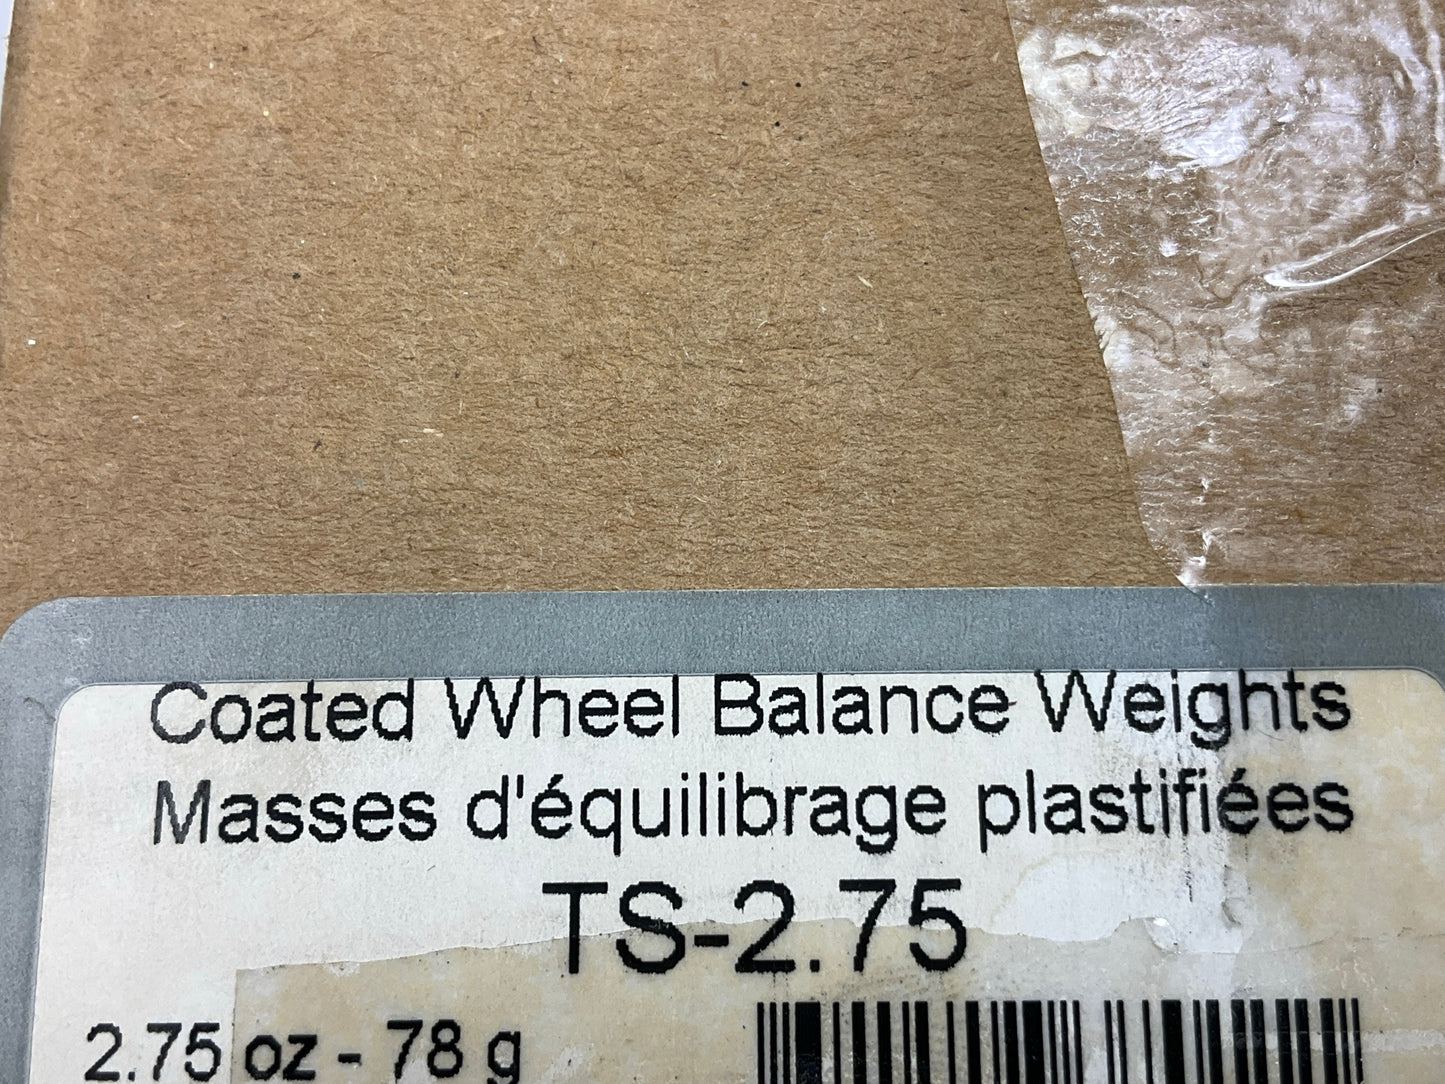 Coated Wheel Balance Weights
Masses d'équilibrage plastifiées
TS-2.75
2.75 oz - 78 g